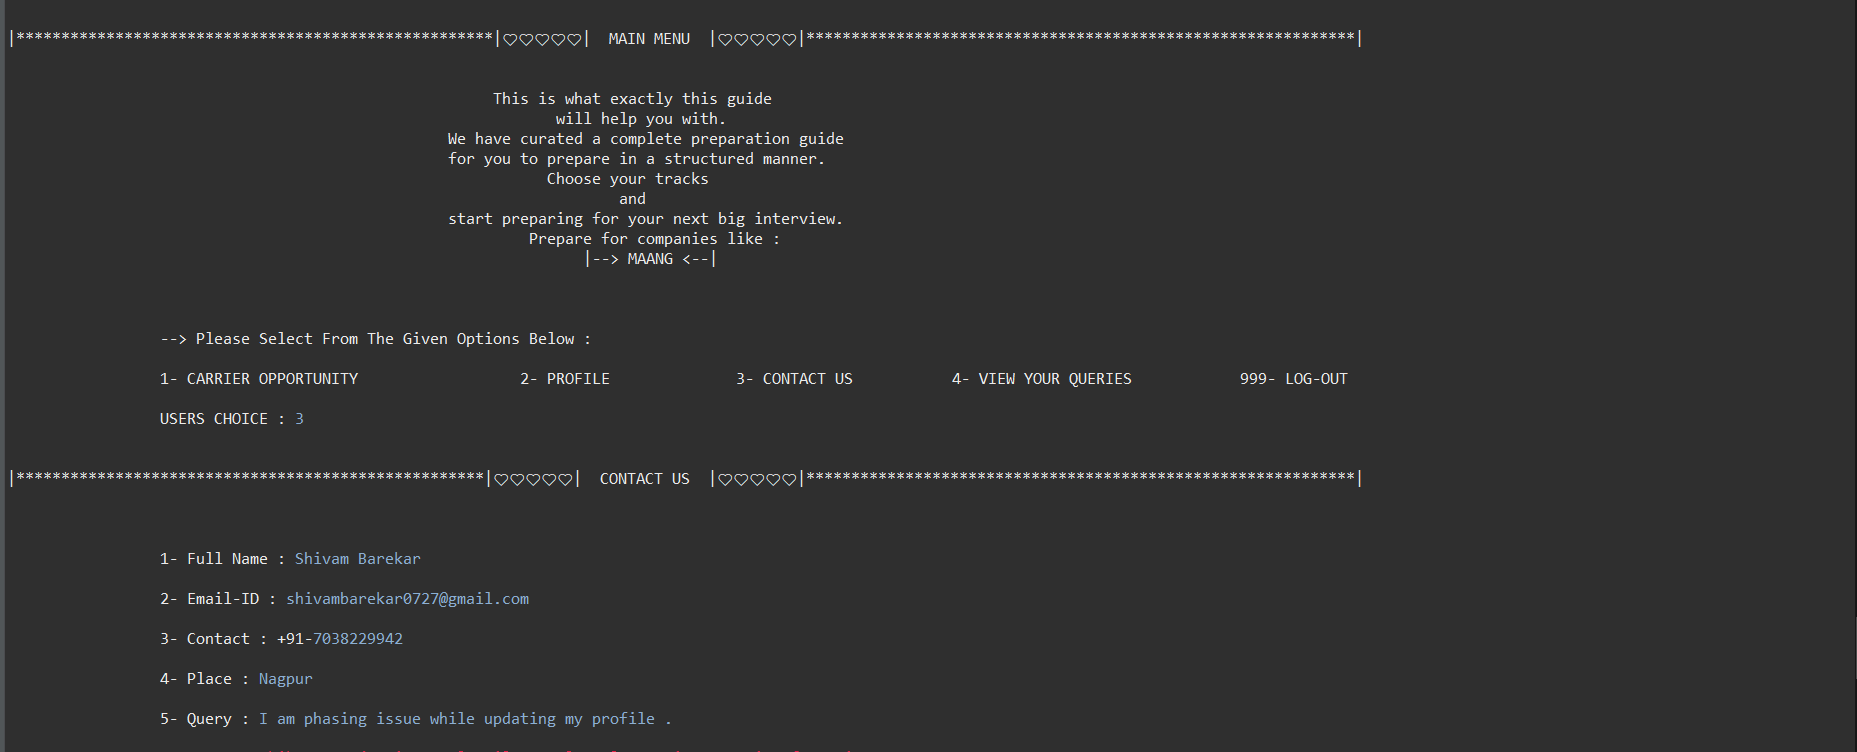 |*****************************************************|♡♡♡♡♡|  MAIN MENU  |♡♡♡♡♡|*************************************************************|
This is what exactly this guide
will help you with.
We have curated a complete preparation guide
for you to prepare in a structured manner.
Choose your tracks
and
start preparing for your next big interview.
Prepare for companies like :
|--> MAANG <--|
--> Please Select From The Given Options Below :
1- CARRIER OPPORTUNITY 2- PROFILE 3- CONTACT US 4- VIEW YOUR QUERIES 999- LOG-OUT
USERS CHOICE : 3
|****************************************************|♡♡♡♡♡|  CONTACT US  |♡♡♡♡♡|*************************************************************|
1- Full Name : Shivam Barekar
2- Email-ID : shivambarekar0727@gmail.com
3- Contact : +91-7038229942
4- Place : Nagpur
5- Query : I am phasing issue while updating my profile .